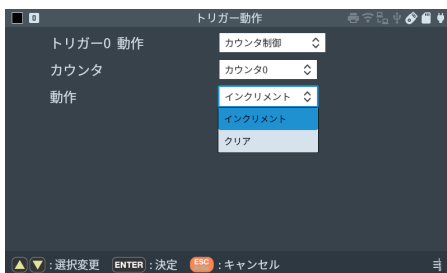 0 トリガー動作
トリガー0 動作 カウンタ制御
カウンタ カウンタ0
動作 インクリメント
インクリメント
クリア
:選択変更 ENTER:決定 ESC:キャンセル